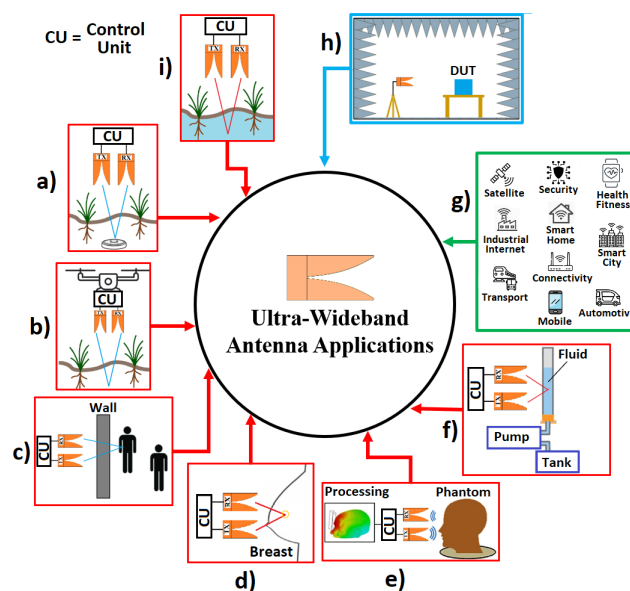 CU = Control
Unit
i)
CU
TX
RX
h)
DUT
a)
CU
TX
RX
g)
Satellite
Security
Health
Fitness
Industrial
Internet
Smart
Home
Smart
City
Connectivity
Transport
Mobile
Automotive
b)
CU
TX
RX
Ultra-Wideband
Antenna Applications
c)
Wall
CU
RX
TX
f)
CU
RX
TX
Fluid
Pump
Tank
d)
CU
RX
TX
Breast
e)
Processing
Phantom
CU
RX
TX